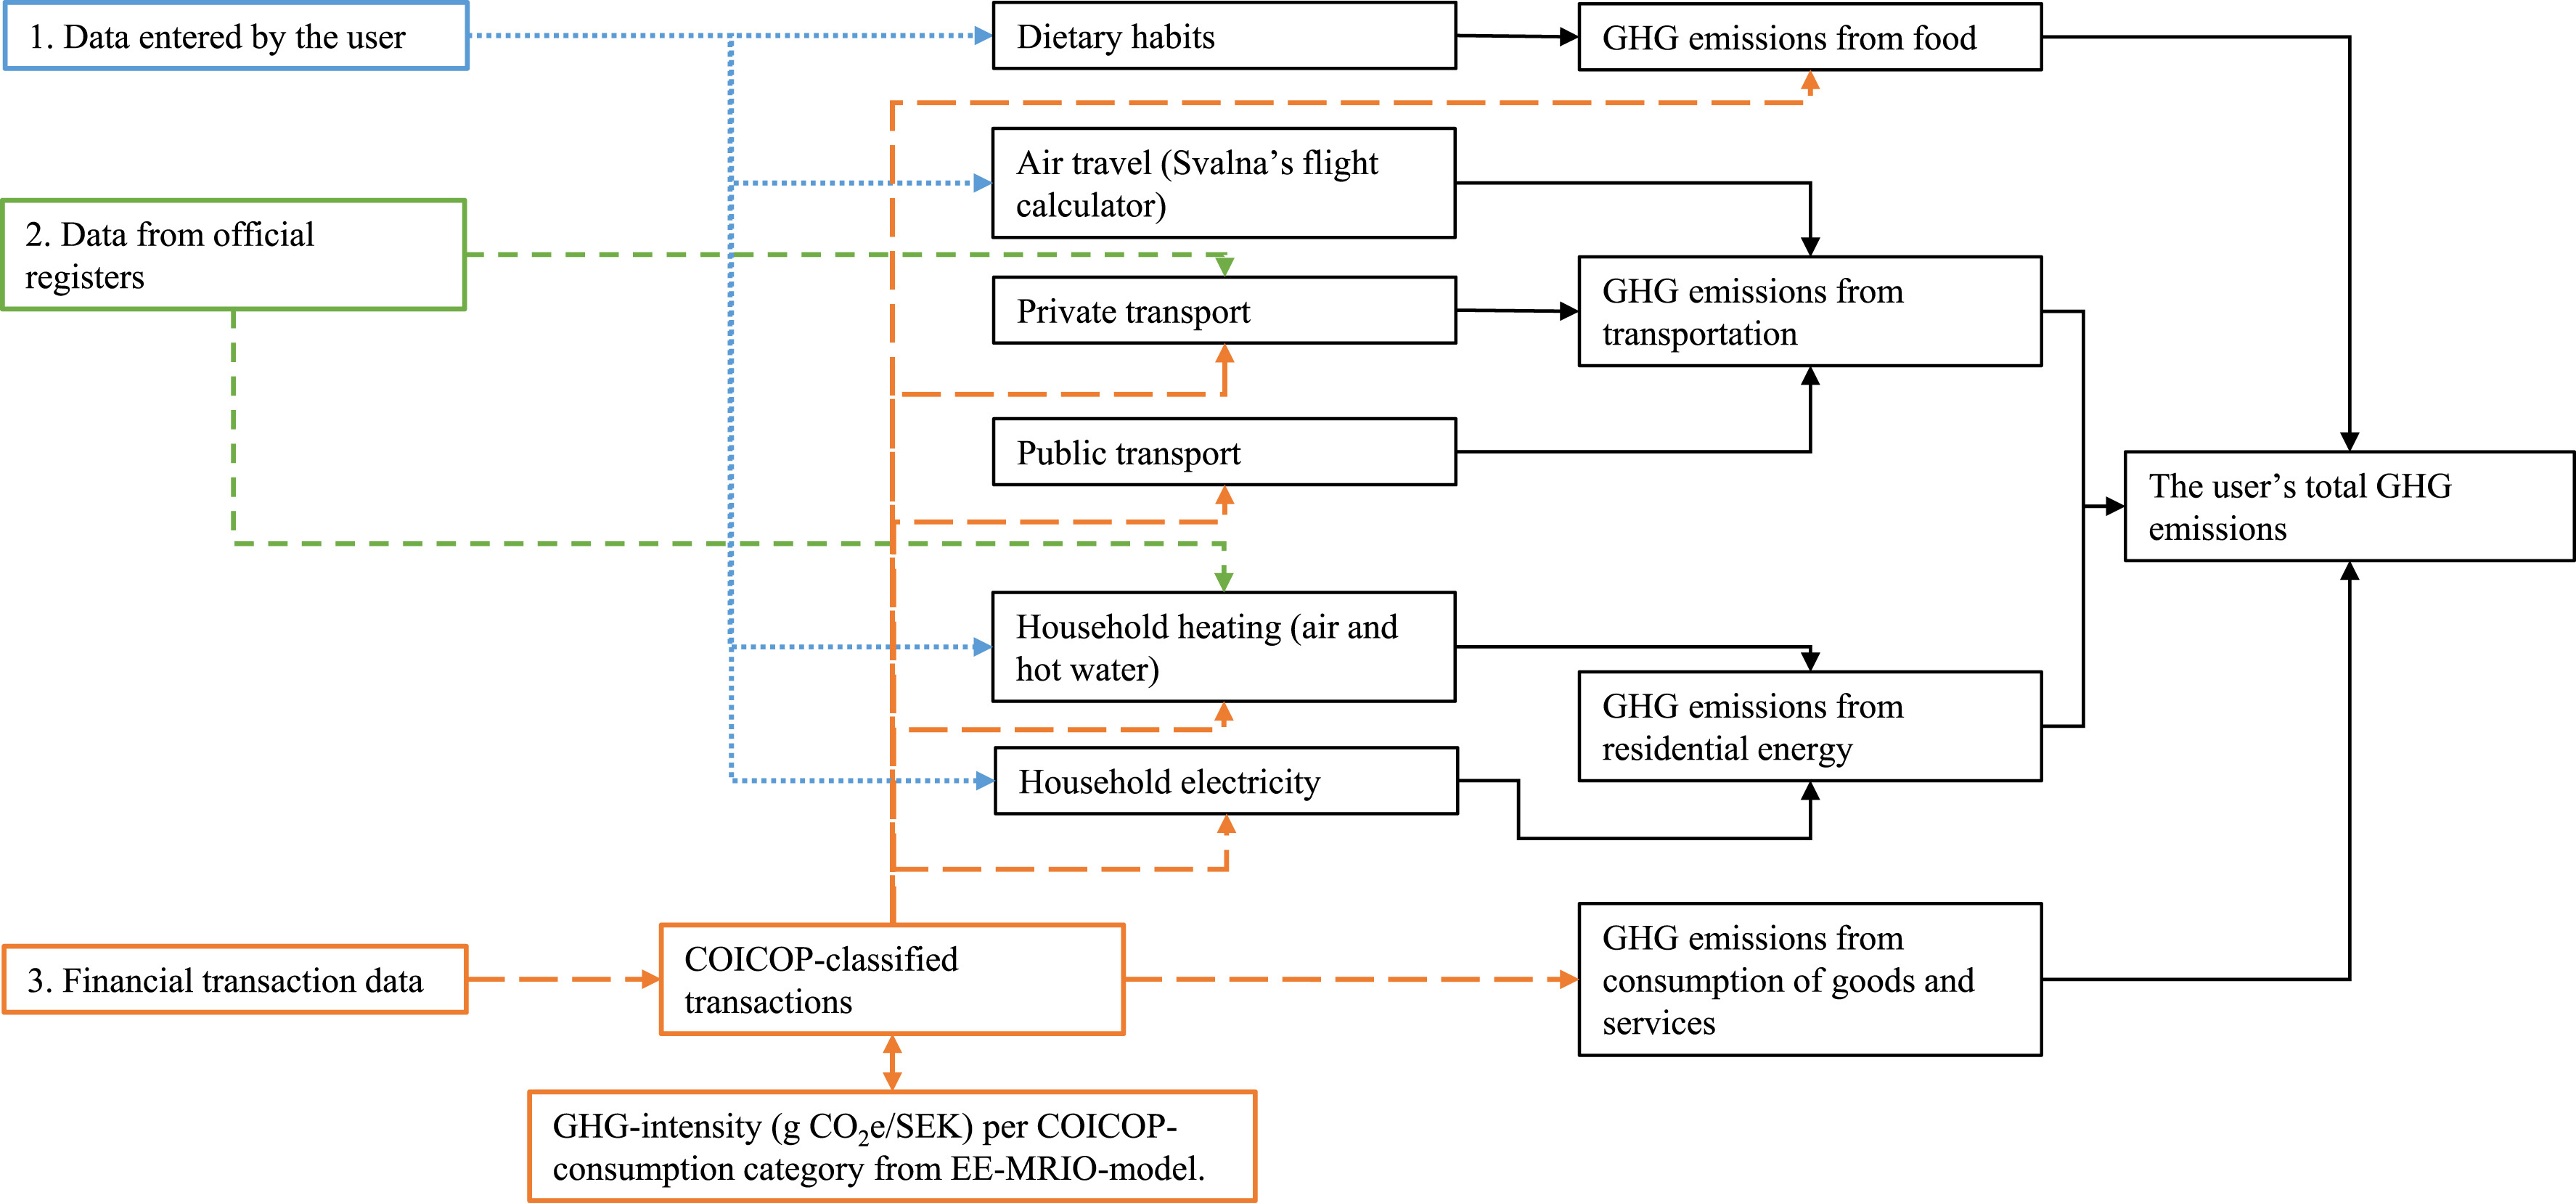 1. Data entered by the user
Dietary habits
GHG emissions from food
Air travel (Svalna’s flight
calculator)
2. Data from official
registers
Private transport
GHG emissions from
transportation
Public transport
The user’s total GHG
emissions
Household heating (air and
hot water)
GHG emissions from
residential energy
Household electricity
3. Financial transaction data
COICOP-classified
transactions
GHG emissions from
consumption of goods and
services
GHG-intensity (g CO₂e/SEK) per COICOP-
consumption category from EE-MRIO-model.